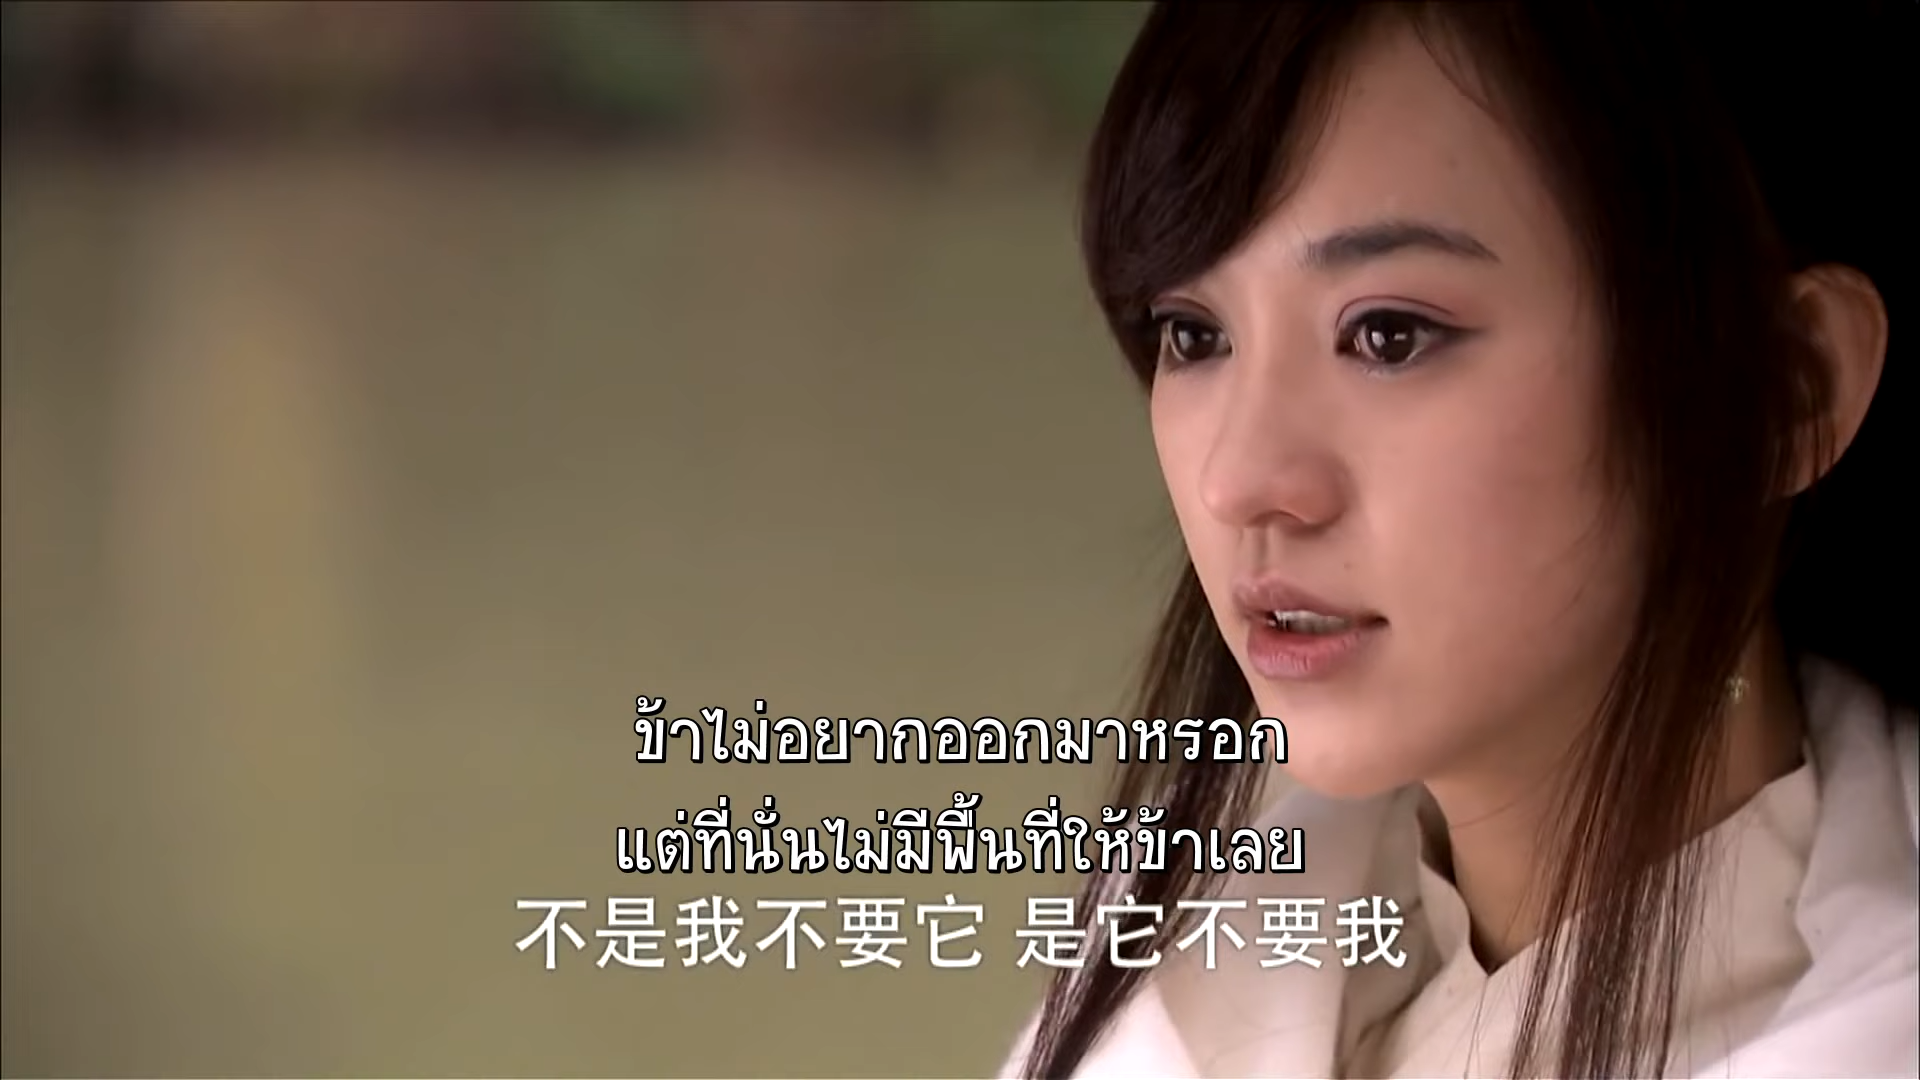 ข้าไม่อยากออกมาหรอก
แต่ที่นั่นไม่มีพื้นที่ให้ข้าเลย
不是我不要它 是它不要我